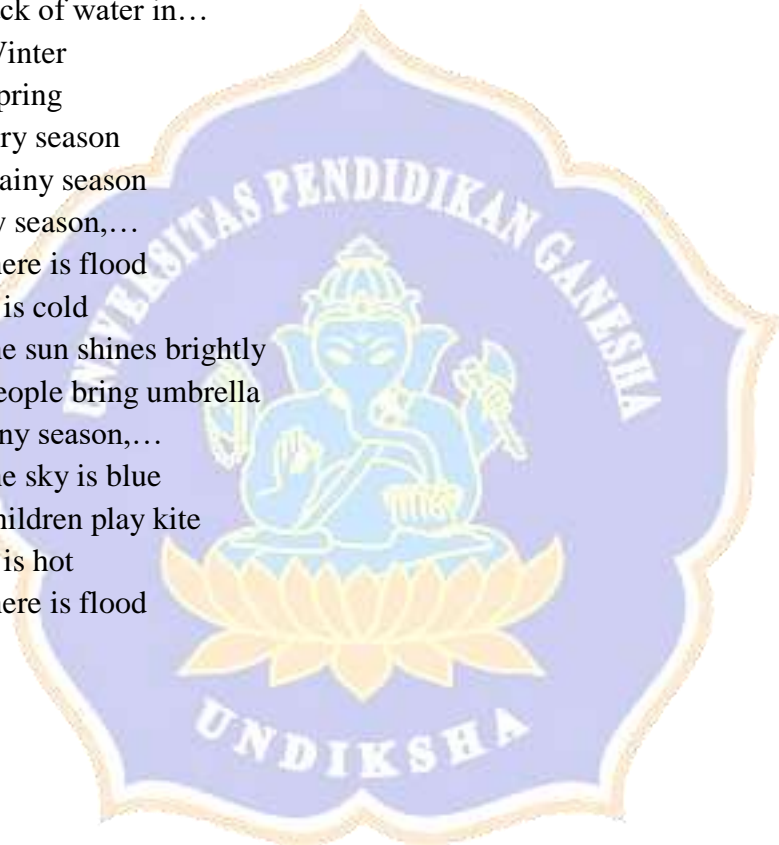 ck of water in…
Winter
pring
ry season
ainy season
y season,…
here is flood
is cold
he sun shines brightly
eople bring umbrella
ny season,…
he sky is blue
hildren play kite
is hot
here is flood
UNIVERSITAS PENDIDIKAN GANESHA
UNDIKSHA